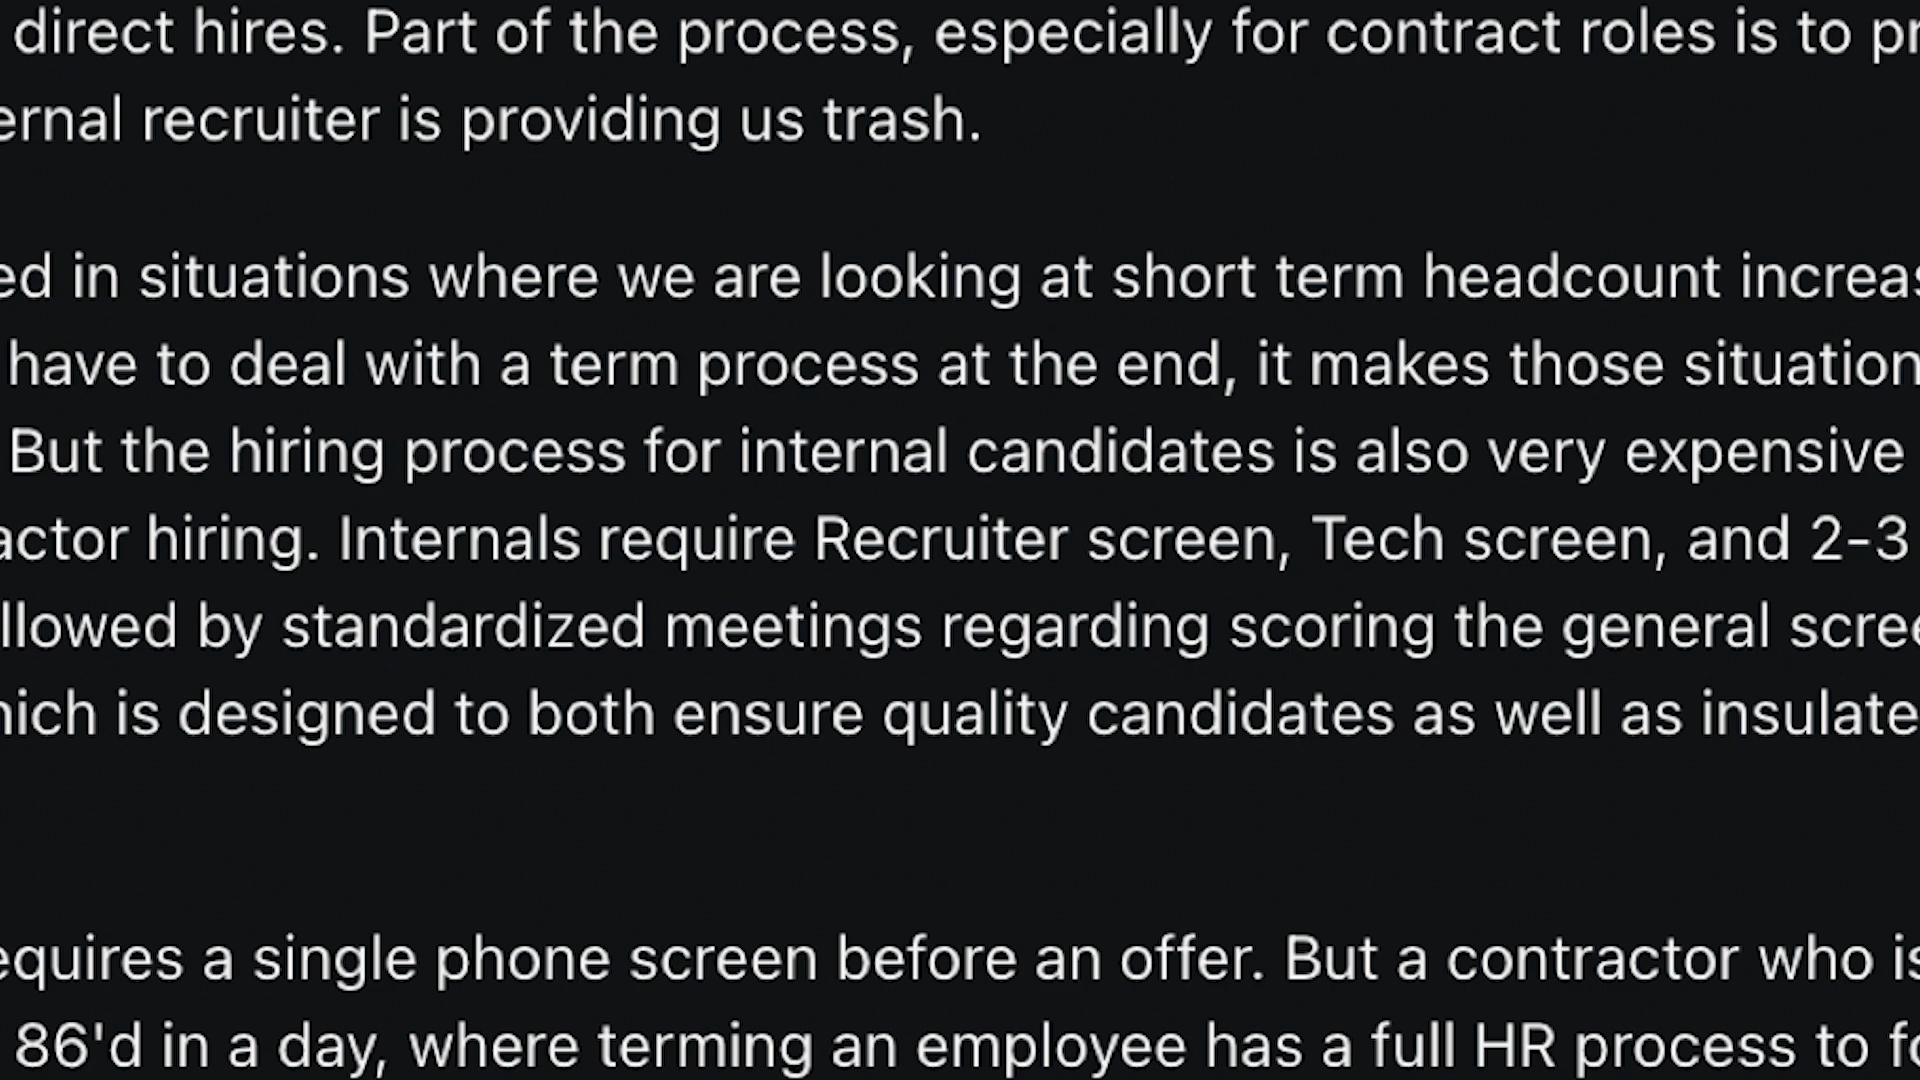 direct hires. Part of the process, especially for contract roles is to pr
ernal recruiter is providing us trash.
ed in situations where we are looking at short term headcount increas
have to deal with a term process at the end, it makes those situation
But the hiring process for internal candidates is also very expensive
actor hiring. Internals require Recruiter screen, Tech screen, and 2-3
llowed by standardized meetings regarding scoring the general scree
hich is designed to both ensure quality candidates as well as insulate
equires a single phone screen before an offer. But a contractor who is
86'd in a day, where terming an employee has a full HR process to fo